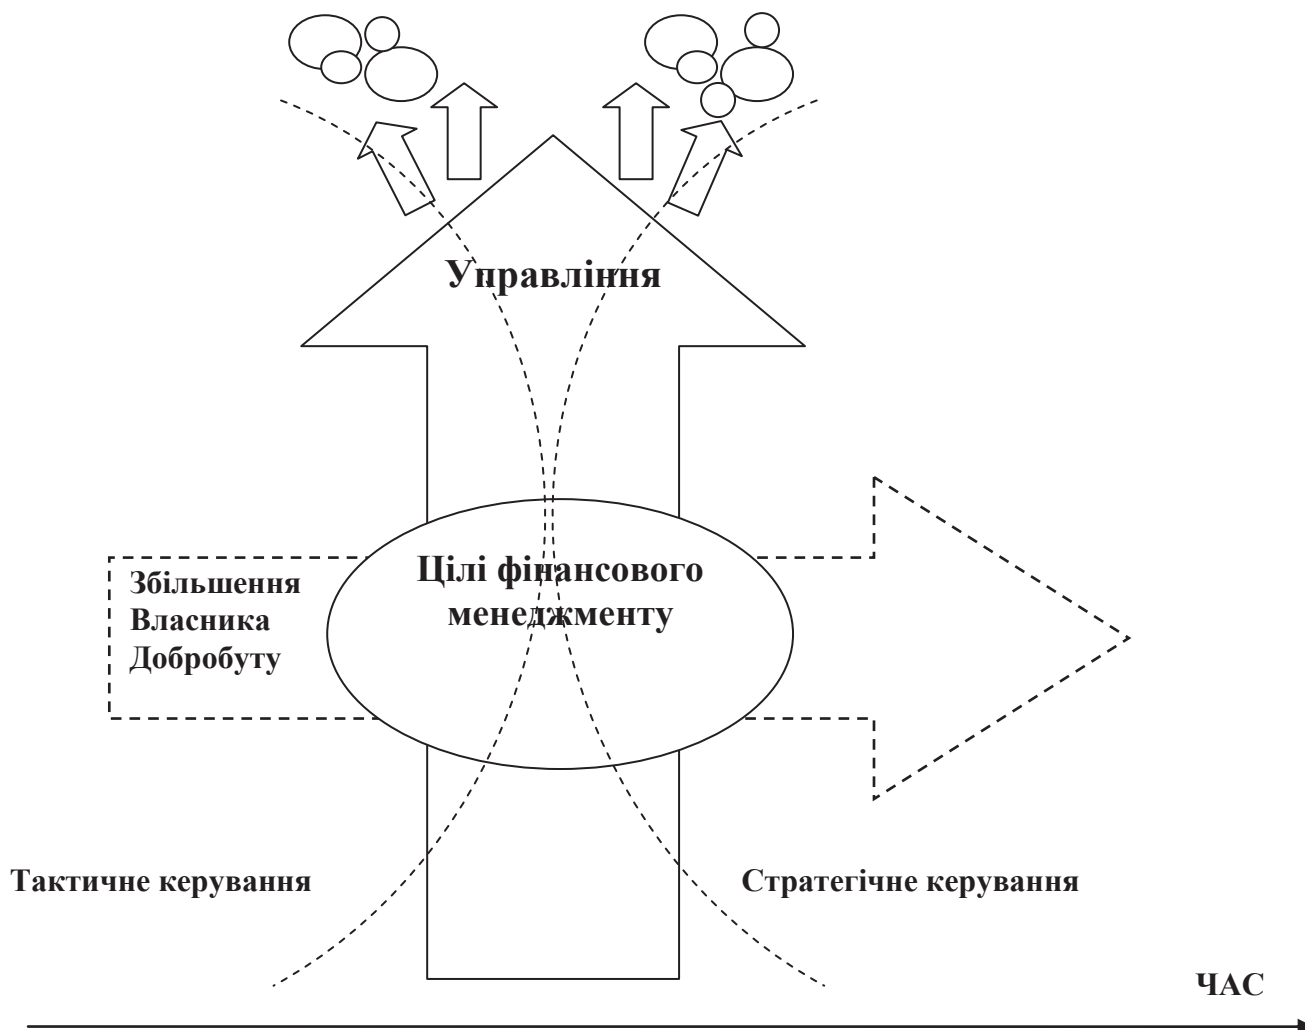 Управління
Цілі фінансового
менеджменту
Збільшення
Власника
Добробуту
Тактичне керування
Стратегічне керування
ЧАС